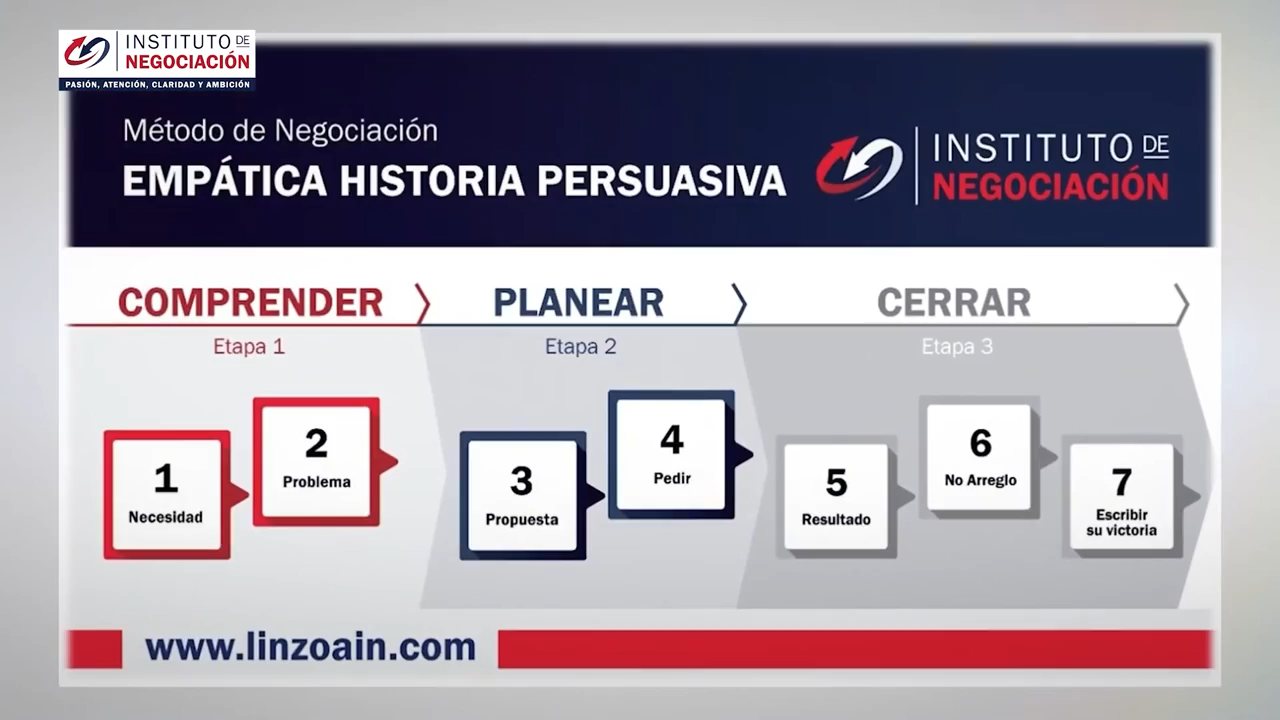 INSTITUTO DE
NEGOCIACIÓN
PASIÓN, ATENCIÓN, CLARIDAD Y AMBICIÓN
Método de Negociación
EMPÁTICA HISTORIA PERSUASIVA
INSTITUTO DE
NEGOCIACIÓN
COMPRENDER
Etapa 1
1
Necesidad
2
Problema
PLANEAR
Etapa 2
3
Propuesta
4
Pedir
CERRAR
Etapa 3
5
Resultado
6
No Arreglo
7
Escribir
su victoria
www.linzoain.com